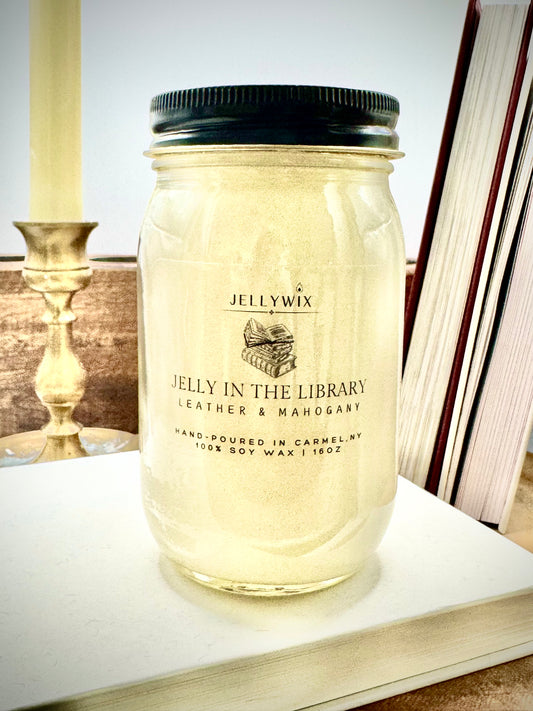 JELLYWIX
JELLY IN THE LIBRARY
LEATHER & MAHOGANY
HAND-POURED IN CARMEL,NY
100% SOY WAX | 16OZ